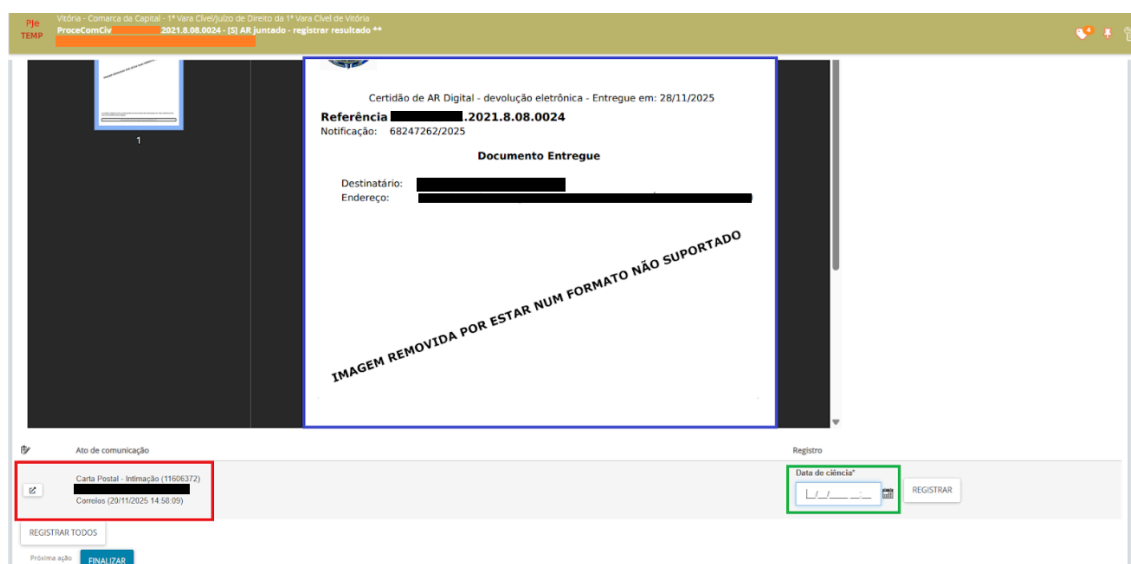 PJe Vitória - Comarca da Capital - 1ª Vara Cível/Juízo de Direito da 1ª Vara Cível de Vitória
TEMP ProceComCiv 2021.8.08.0024 - [S] AR juntado - registrar resultado **
1
Certidão de AR Digital - devolução eletrônica - Entregue em: 28/11/2025
Referência .2021.8.08.0024
Notificação: 68247262/2025
Documento Entregue
Destinatário:
Endereço:
IMAGEM REMOVIDA POR ESTAR NUM FORMATO NÃO SUPORTADO
Ato de comunicação Registro
Carta Postal - Intimação (11606372)
Correios (20/11/2025 14:58:09)
Data de ciência*
__/__/____ __:__ REGISTRAR
REGISTRAR TODOS
Próxima ação FINALIZAR